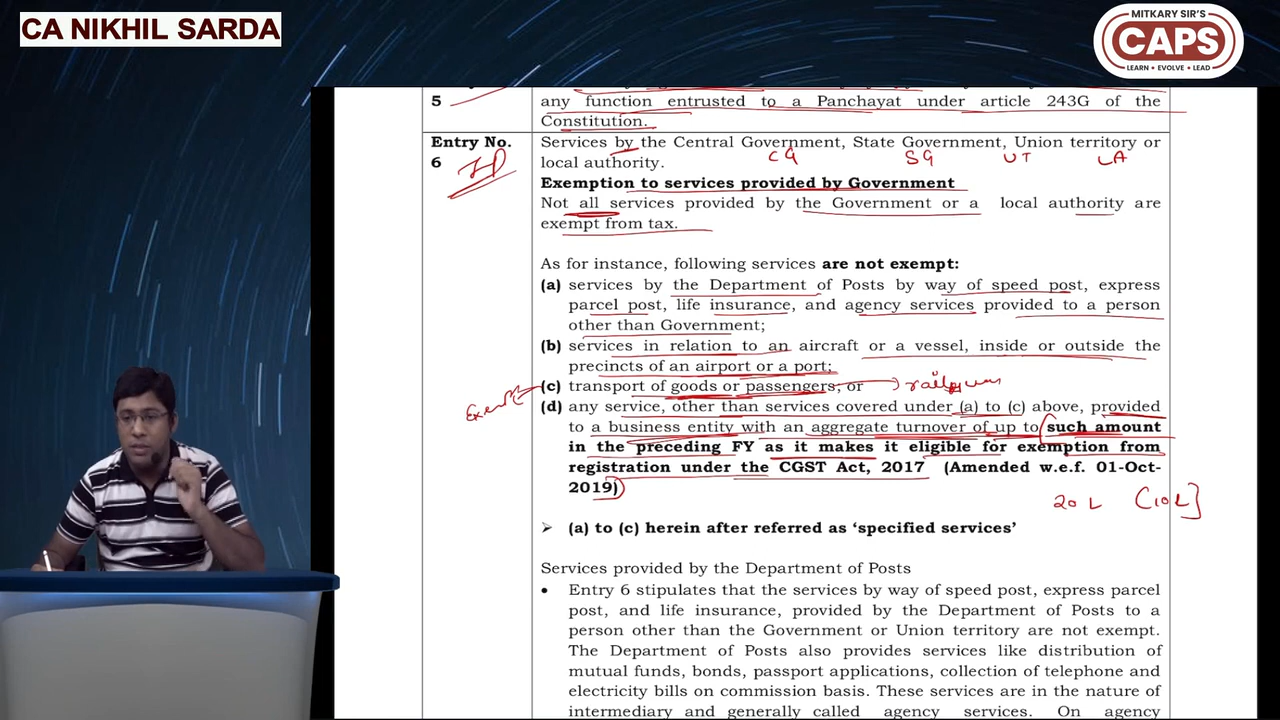 CA NIKHIL SARDA
MITKARY SIR'S
CAPS
LEARN • EVOLVE • LEAD
5
any function entrusted to a Panchayat under article 243G of the
Constitution.
Entry No.
6
Services by the Central Government, State Government, Union territory or
CG SG UT LA
local authority.
Exemption to services provided by Government
Not all services provided by the Government or a local authority are
exempt from tax.
As for instance, following services are not exempt:
(a) services by the Department of Posts by way of speed post, express
parcel post, life insurance, and agency services provided to a person
other than Government;
(b) services in relation to an aircraft or a vessel, inside or outside the
precincts of an airport or a port;
(c) transport of goods or passengers; or
(d) any service, other than services covered under (a) to (c) above, provided
to a business entity with an aggregate turnover of up to such amount
in the preceding FY as it makes it eligible for exemption from
registration under the CGST Act, 2017 (Amended w.e.f. 01-Oct-
2019)
20 L (10 L]
➢ (a) to (c) herein after referred as 'specified services'
Services provided by the Department of Posts
• Entry 6 stipulates that the services by way of speed post, express parcel
post, and life insurance, provided by the Department of Posts to a
person other than the Government or Union territory are not exempt.
The Department of Posts also provides services like distribution of
mutual funds, bonds, passport applications, collection of telephone and
electricity bills on commission basis. These services are in the nature of
intermediary and generally called agency services. On agency